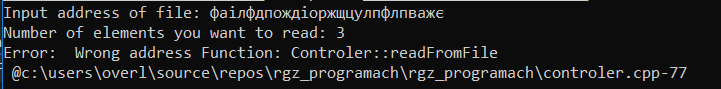 Input address of file: фаілфдпождіоржщцулпфлпважє
Number of elements you want to read: 3
Error:  Wrong address Function: Controler::readFromFile
 @c:\users\overl\source\repos\rgz_programach\rgz_programach\controler.cpp-77